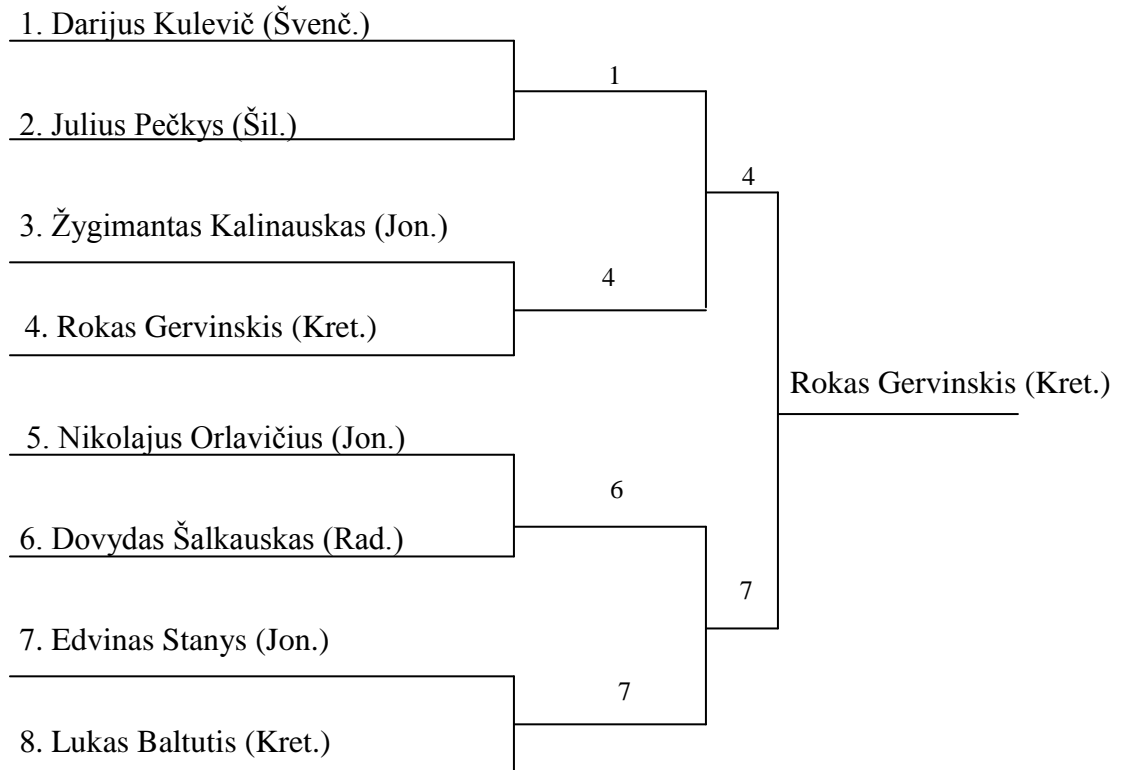 1. Darijus Kulevič (Švenč.)
1
2. Julius Pečkys (Šil.)
4
3. Žygimantas Kalinauskas (Jon.)
4
4. Rokas Gervinskis (Kret.)
Rokas Gervinskis (Kret.)
5. Nikolajus Orlavičius (Jon.)
6
6. Dovydas Šalkauskas (Rad.)
7
7. Edvinas Stanys (Jon.)
7
8. Lukas Baltutis (Kret.)